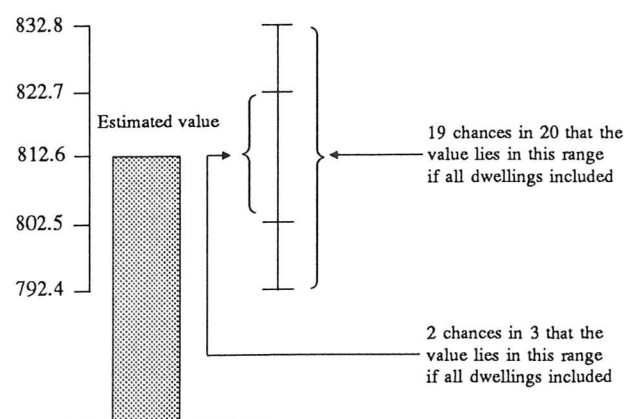 832.8
822.7
Estimated value
812.6
802.5
792.4
19 chances in 20 that the
value lies in this range
if all dwellings included
2 chances in 3 that the
value lies in this range
if all dwellings included